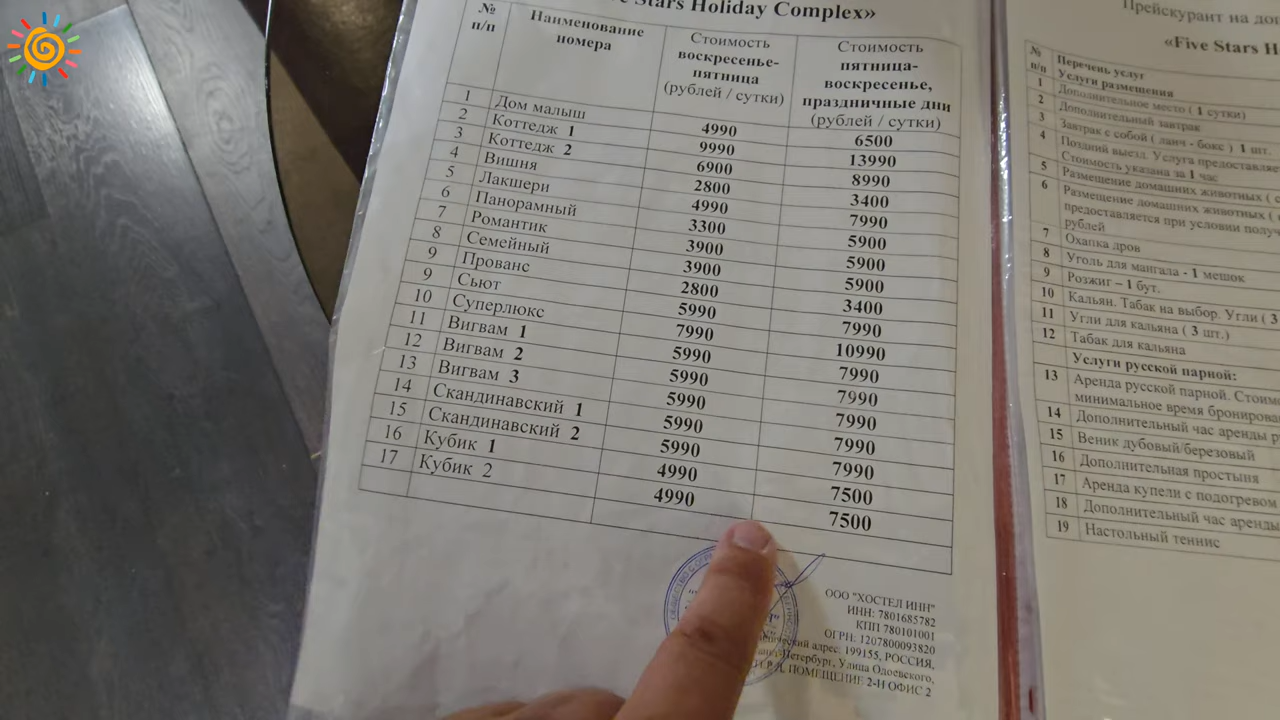 ve Stars Holiday Complex»
№ п/п Наименование номера Стоимость воскресенье-пятница (рублей / сутки) Стоимость пятница-воскресенье, праздничные дни (рублей / сутки)
1 Дом малыш 4990 6500
2 Коттедж 1 9990 13990
3 Коттедж 2 6900 8990
4 Вишня 2800 3400
5 Лакшери 4990 7990
6 Панорамный 3300 5900
7 Романтик 3900 5900
8 Семейный 3900 5900
9 Прованс 2800 3400
9 Сьют 5990 7990
10 Суперлюкс 7990 10990
11 Вигвам 1 5990 7990
12 Вигвам 2 5990 7990
13 Вигвам 3 5990 7990
14 Скандинавский 1 5990 7990
15 Скандинавский 2 5990 7990
16 Кубик 1 4990 7500
17 Кубик 2 4990 7500
ООО "ХОСТЕЛ ИНН"
ИНН: 7801685782
КПП 780101001
ОГРН: 1207800093820
адрес: 199155, РОССИЯ,
Улица Одоевского,
ПОМЕЩЕНИЕ 2-Н ОФИС 2
Прейскурант на доп
«Five Stars H
№ п/п Перечень услуг
Услуги размещения
1 Дополнительное место ( 1 сутки)
2 Дополнительный завтрак
3 Завтрак с собой ( ланч - бокс ) 1 шт.
4 Поздний выезд. Услуга предоставляе
Стоимость указана за 1 час
5 Размещение домашних животных (
6 Размещение домашних животных (
предоставляется при условии получ
рублей
7 Охапка дров
8 Уголь для мангала - 1 мешок
9 Розжиг – 1 бут.
10 Кальян. Табак на выбор. Угли ( 3
11 Угли для кальяна ( 3 шт.)
12 Табак для кальяна
Услуги русской парной:
13 Аренда русской парной. Стоим
минимальное время бронирова
14 Дополнительный час аренды р
15 Веник дубовый/березовый
16 Дополнительная простыня
17 Аренда купели с подогревом
18 Дополнительный час аренды
19 Настольный теннис